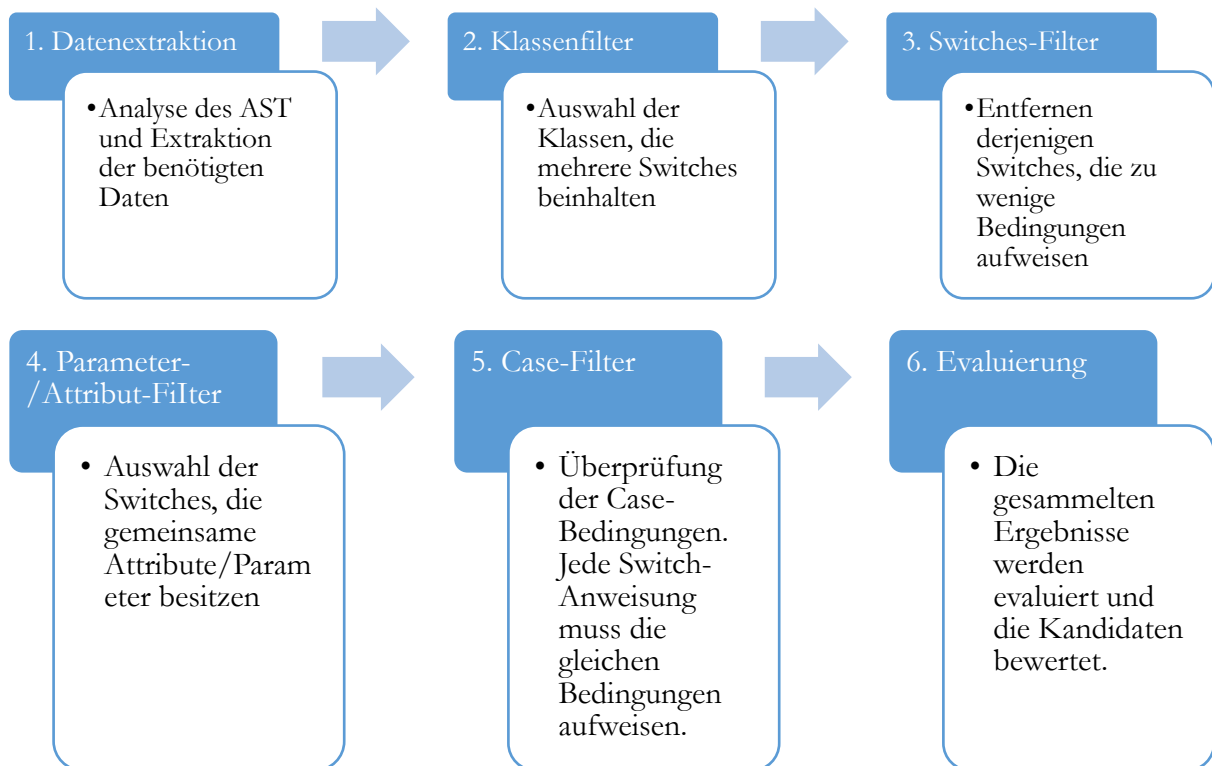 1. Datenextraktion
•Analyse des AST
und Extraktion
der benötigten
Daten
2. Klassenfilter
•Auswahl der
Klassen, die
mehrere Switches
beinhalten
3. Switches-Filter
•Entfernen
derjenigen
Switches, die zu
wenige
Bedingungen
aufweisen
4. Parameter-
/Attribut-FiIter
• Auswahl der
Switches, die
gemeinsame
Attribute/Param
eter besitzen
5. Case-Filter
• Überprüfung
der Case-
Bedingungen.
Jede Switch-
Anweisung
muss die
gleichen
Bedingungen
aufweisen.
6. Evaluierung
• Die
gesammelten
Ergebnisse
werden
evaluiert und
die Kandidaten
bewertet.